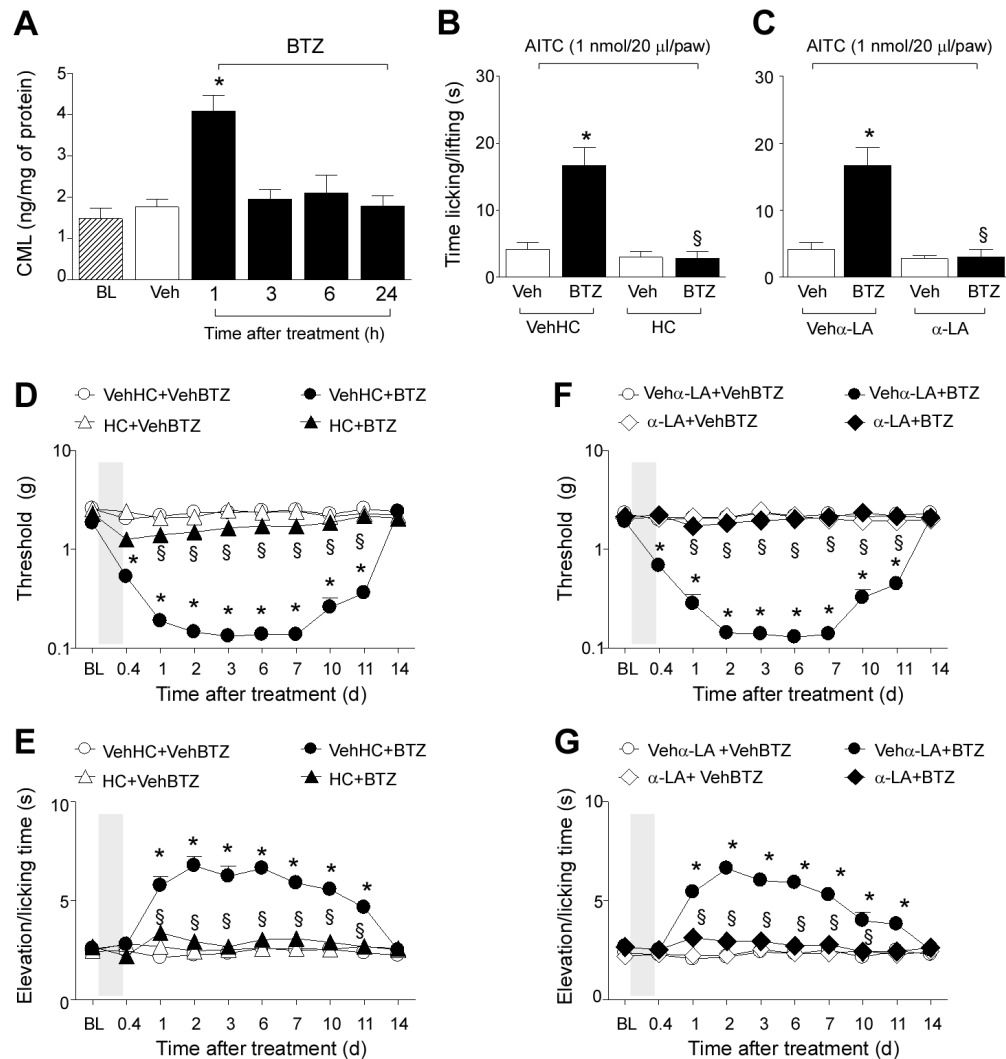 A
BTZ
CML (ng/mg of protein)
5
4
3
2
1
0
*
BL
Veh
1
3
6
24
Time after treatment (h)
B
AITC (1 nmol/20 μl/paw)
Time licking/lifting (s)
30
20
10
0
*
§
Veh
BTZ
Veh
BTZ
VehHC
HC
C
AITC (1 nmol/20 μl/paw)
30
20
10
0
*
§
Veh
BTZ
Veh
BTZ
Vehα-LA
α-LA
D
VehHC+VehBTZ
VehHC+BTZ
HC+VehBTZ
HC+BTZ
Threshold (g)
10
1
0.1
§ § § § § § §
* * * * * * * *
BL 0.4 1 2 3 6 7 10 11 14
Time after treatment (d)
F
Vehα-LA+VehBTZ
Vehα-LA+BTZ
α-LA+VehBTZ
α-LA+BTZ
Threshold (g)
10
1
0.1
§ § § § § § §
* * * * * * * *
BL 0.4 1 2 3 6 7 10 11 14
Time after treatment (d)
E
VehHC+VehBTZ
VehHC+BTZ
HC+VehBTZ
HC+BTZ
Elevation/licking time (s)
10
5
0
* * * * * * *
§ § § § § § §
BL 0.4 1 2 3 6 7 10 11 14
Time after treatment (d)
G
Vehα-LA +VehBTZ
Vehα-LA+BTZ
α-LA+ VehBTZ
α-LA+BTZ
Elevation/licking time (s)
10
5
0
* * * * * * *
§ § § § § §
BL 0.4 1 2 3 6 7 10 11 14
Time after treatment (d)